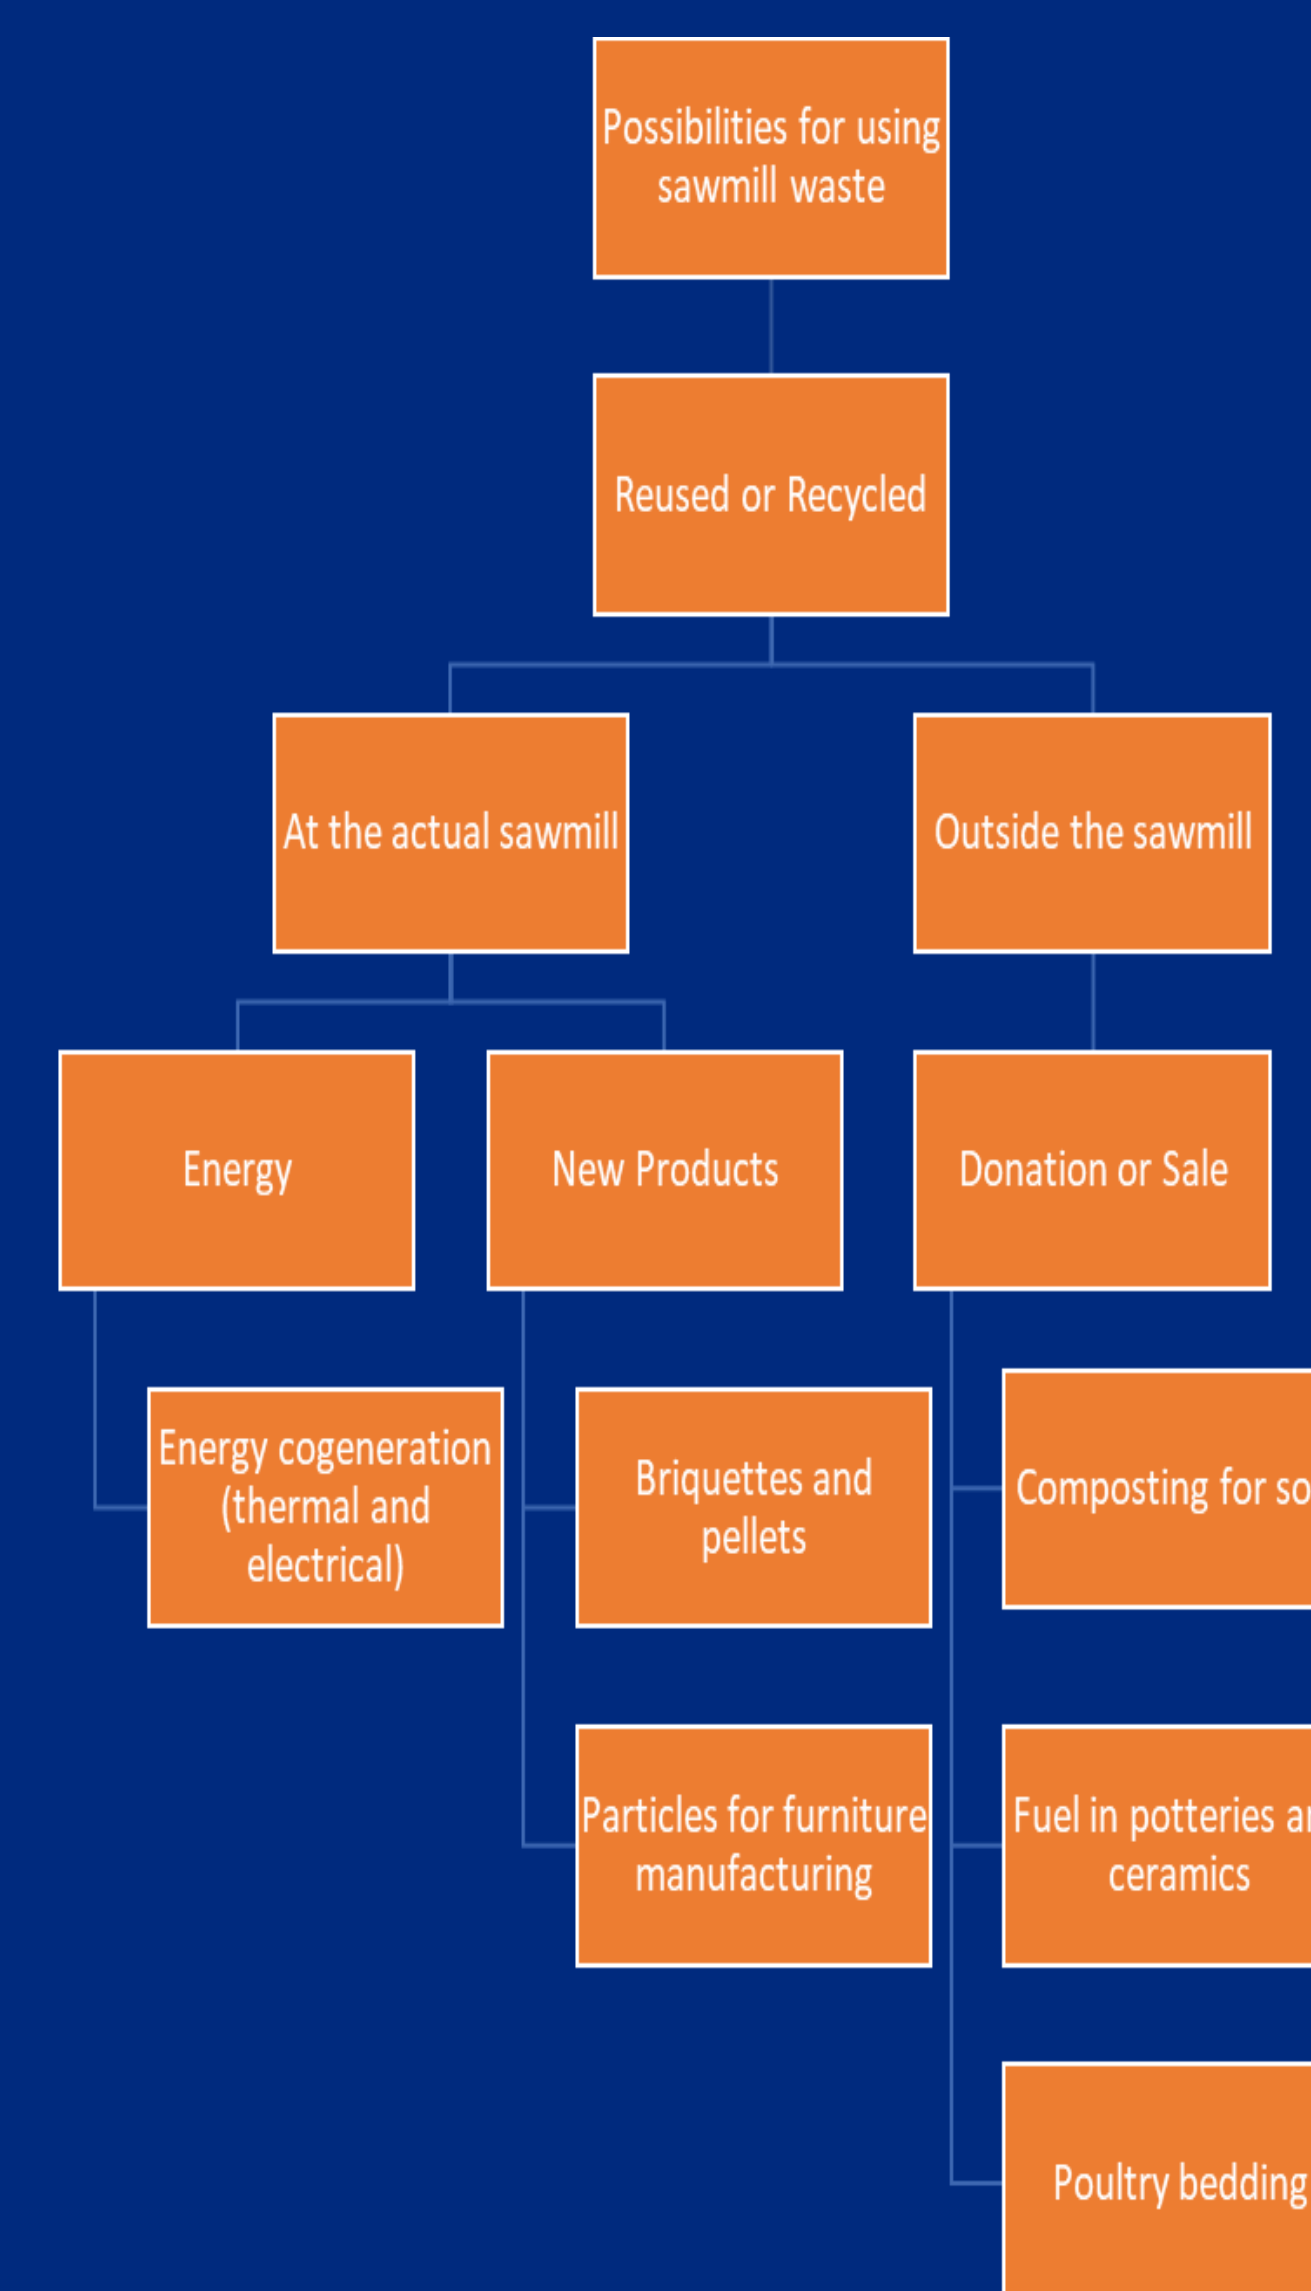 Possibilities for using
sawmill waste
Reused or Recycled
At the actual sawmill
Outside the sawmill
Energy
New Products
Donation or Sale
Energy cogeneration
(thermal and
electrical)
Briquettes and
pellets
Composting for
Particles for furniture
manufacturing
Fuel in potteries
ceramics
Poultry bedding